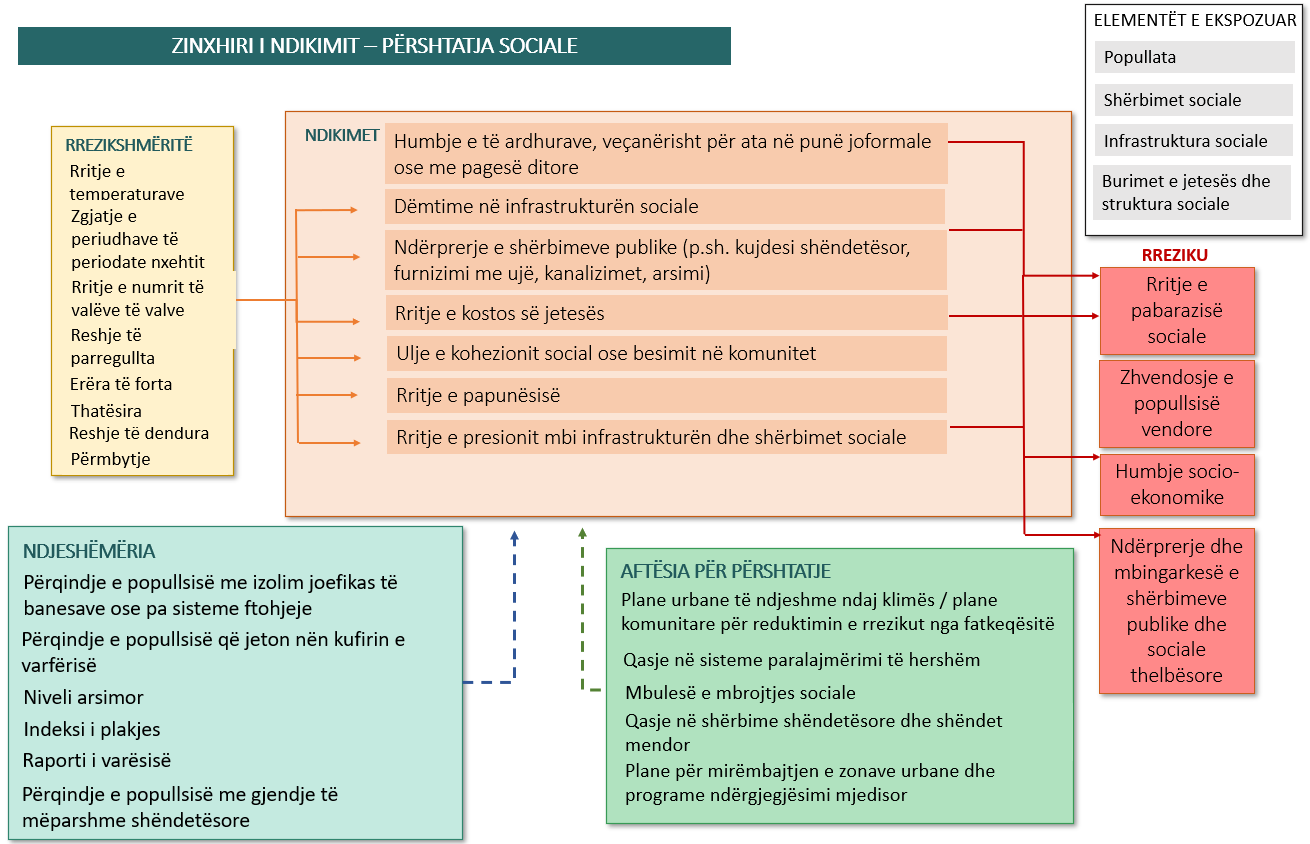 ZINXHIRI I NDIKIMIT – PËRSHTATJA SOCIALE
ELEMENTËT E EKSPOZUAR
Popullata
Shërbimet sociale
Infrastruktura sociale
Burimet e jetesës dhe
struktura sociale
RREZIKSHMËRITË
Rritje e
temperaturave
Zgjatje e
periudhave të
periodate nxehtit
Rritje e numrit të
valëve të valve
Reshje të
parregullta
Erëra të forta
Thatësira
Reshje të dendura
Përmbytje
NDIKIMET
Humbje e të ardhurave, veçanërisht për ata në punë joformale
ose me pagesë ditore
Dëmtime në infrastrukturën sociale
Ndërprerje e shërbimeve publike (p.sh. kujdesi shëndetësor,
furnizimi me ujë, kanalizimet, arsimi)
Rritje e kostos së jetesës
Ulje e kohezionit social ose besimit në komunitet
Rritje e papunësisë
Rritje e presionit mbi infrastrukturën dhe shërbimet sociale
RREZIKU
Rritje e
pabarazisë
sociale
Zhvendosje e
popullsisë
vendore
Humbje socio-
ekonomike
Ndërprerje dhe
mbingarkesë e
shërbimeve
publike dhe
sociale
thelbësore
NDJESHËMËRIA
Përqindje e popullsisë me izolim joefikas të
banesave ose pa sisteme ftohjeje
Përqindje e popullsisë që jeton nën kufirin e
varfërisë
Niveli arsimor
Indeksi i plakjes
Raporti i varësisë
Përqindje e popullsisë me gjendje të
mëparshme shëndetësore
AFTËSIA PËR PËRSHTATJE
Plane urbane të ndjeshme ndaj klimës / plane
komunitare për reduktimin e rrezikut nga fatkeqësitë
Qasje në sisteme paralajmërimi të hershëm
Mbulesë e mbrojtjes sociale
Qasje në shërbime shëndetësore dhe shëndet
mendor
Plane për mirëmbajtjen e zonave urbane dhe
programe ndërgjegjësimi mjedisor